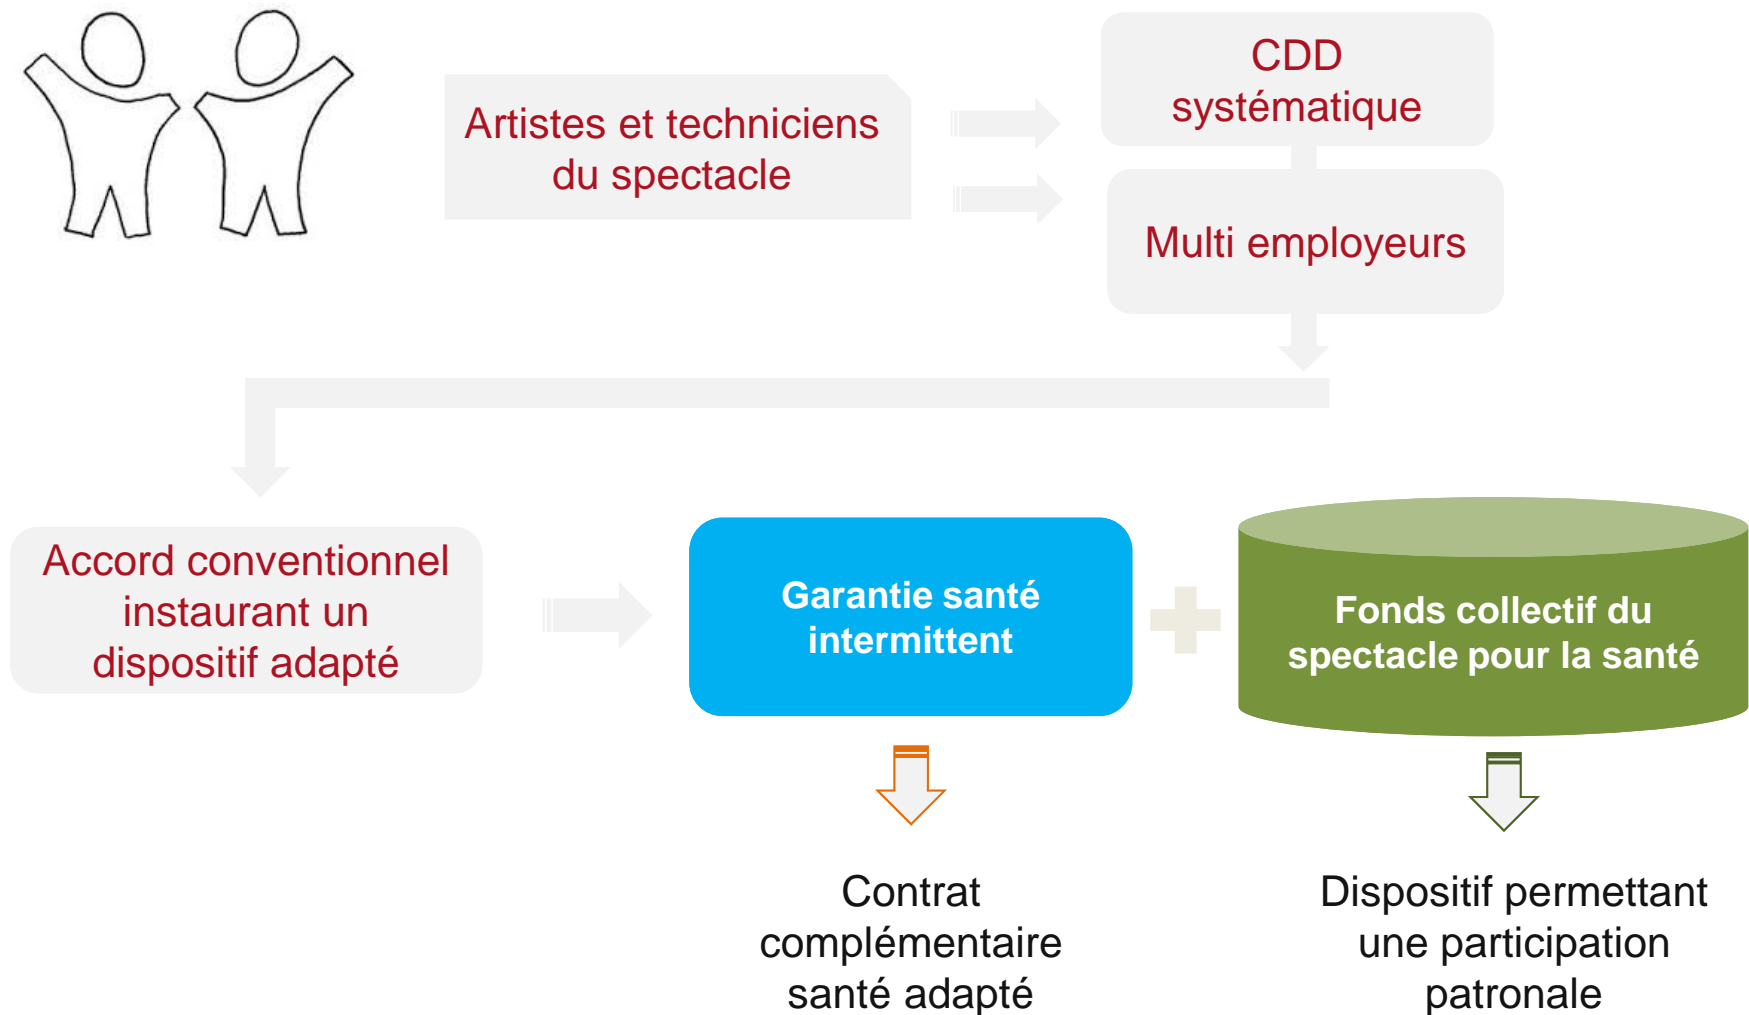 CDD
systématique
Artistes et techniciens
du spectacle
Multi employeurs
Accord conventionnel
instaurant un
dispositif adapté
Garantie santé
intermittent
Fonds collectif du
spectacle pour la santé
Contrat
complémentaire
santé adapté
Dispositif permettant
une participation
patronale